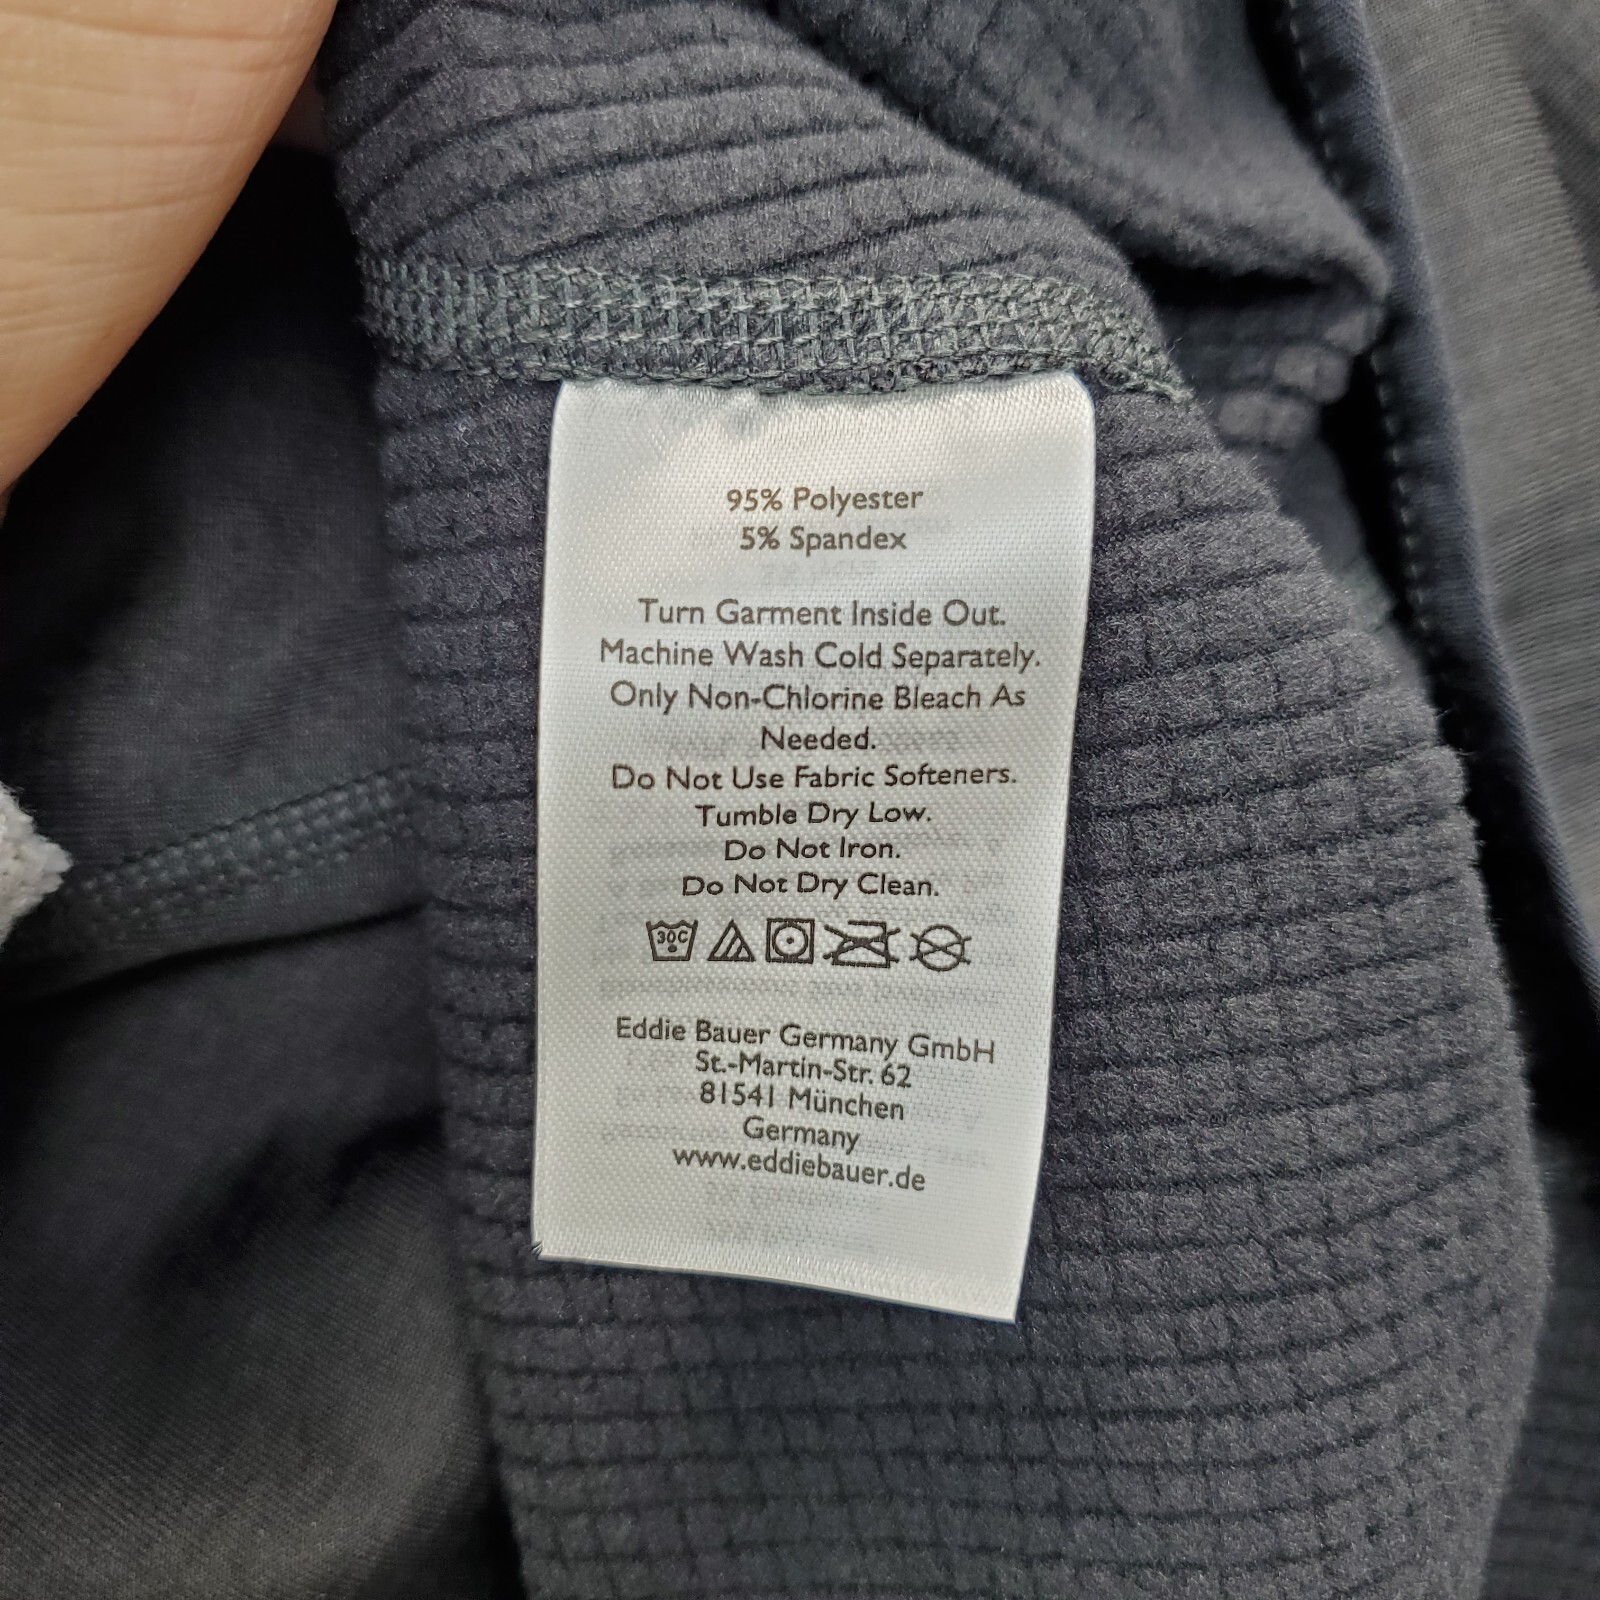 95% Polyester
5% Spandex
Turn Garment Inside Out.
Machine Wash Cold Separately.
Only Non-Chlorine Bleach As
Needed.
Do Not Use Fabric Softeners.
Tumble Dry Low.
Do Not Iron.
Do Not Dry Clean.
30C
Eddie Bauer Germany GmbH
St.-Martin-Str. 62
81541 München
Germany
www.eddiebauer.de